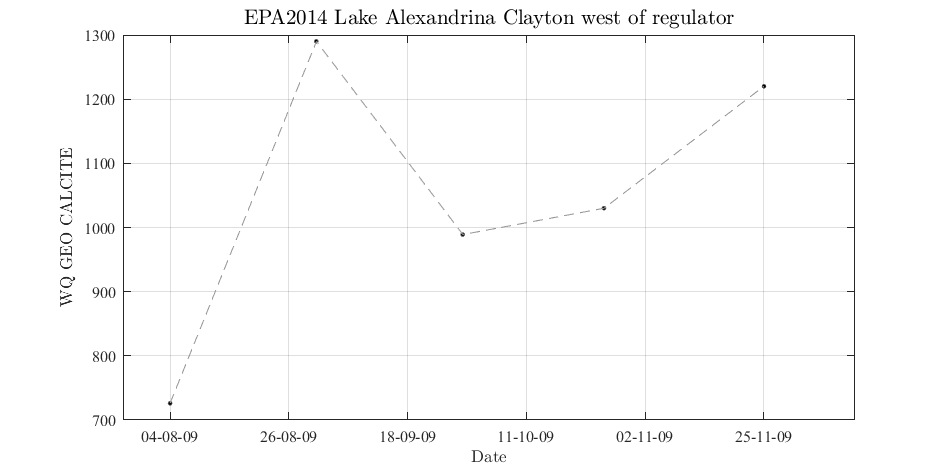 EPA2014 Lake Alexandrina Clayton west of regulator
1300
1200
1100
1000
900
800
700
WQ GEO CALCITE
04-08-09 26-08-09 18-09-09 11-10-09 02-11-09 25-11-09
Date